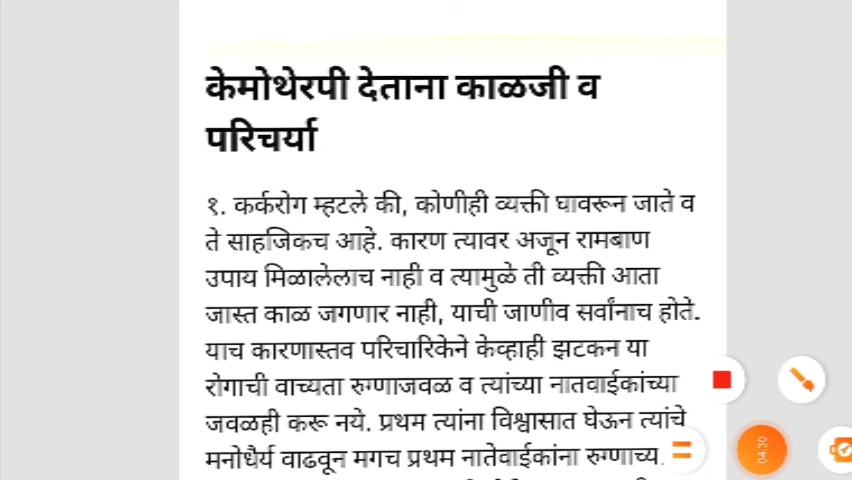 केमोथेरपी देताना काळजी व
परिचर्या
१. कर्करोग म्हटले की, कोणीही व्यक्ती घावरून जाते व
ते साहजिकच आहे. कारण त्यावर अजून रामबाण
उपाय मिळालेलाच नाही व त्यामुळे ती व्यक्ती आता
जास्त काळ जगणार नाही, याची जाणीव सर्वांनाच होते.
याच कारणास्तव परिचारिकेने केव्हाही झटकन या
रोगाची वाच्यता रुग्णाजवळ व त्यांच्या नातवाईकांच्या
जवळही करू नये. प्रथम त्यांना विश्वासात घेऊन त्यांचे
मनोधैर्य वाढवून मगच प्रथम नातेवाईकांना रुग्णाच्य
04:30